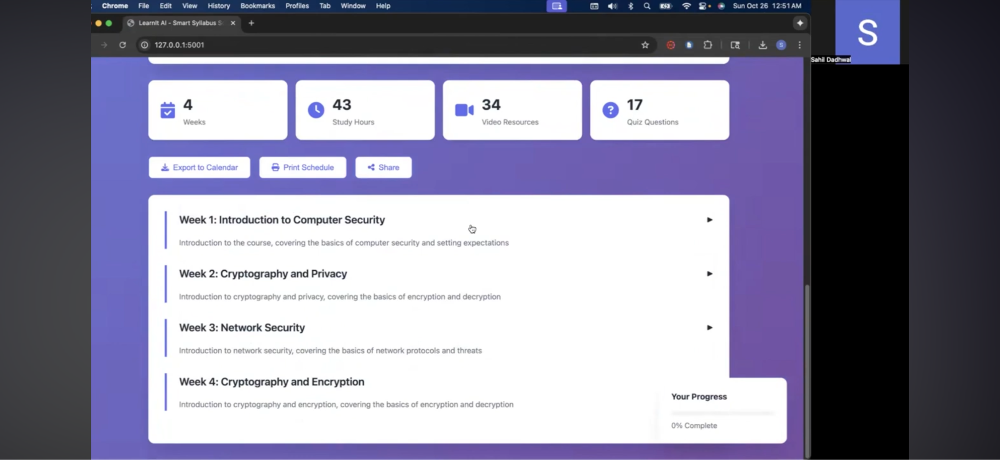 Chrome File Edit View History Bookmarks Profiles Tab Window Help Sun Oct 26 12:51 AM
LearnIt AI - Smart Syllabus S
127.0.0.1:5001
S
S
Sahil Dadhwal
4
Weeks
43
Study Hours
34
Video Resources
17
Quiz Questions
Export to Calendar
Print Schedule
Share
Week 1: Introduction to Computer Security
Introduction to the course, covering the basics of computer security and setting expectations
Week 2: Cryptography and Privacy
Introduction to cryptography and privacy, covering the basics of encryption and decryption
Week 3: Network Security
Introduction to network security, covering the basics of network protocols and threats
Week 4: Cryptography and Encryption
Introduction to cryptography and encryption, covering the basics of encryption and decryption
Your Progress
0% Complete